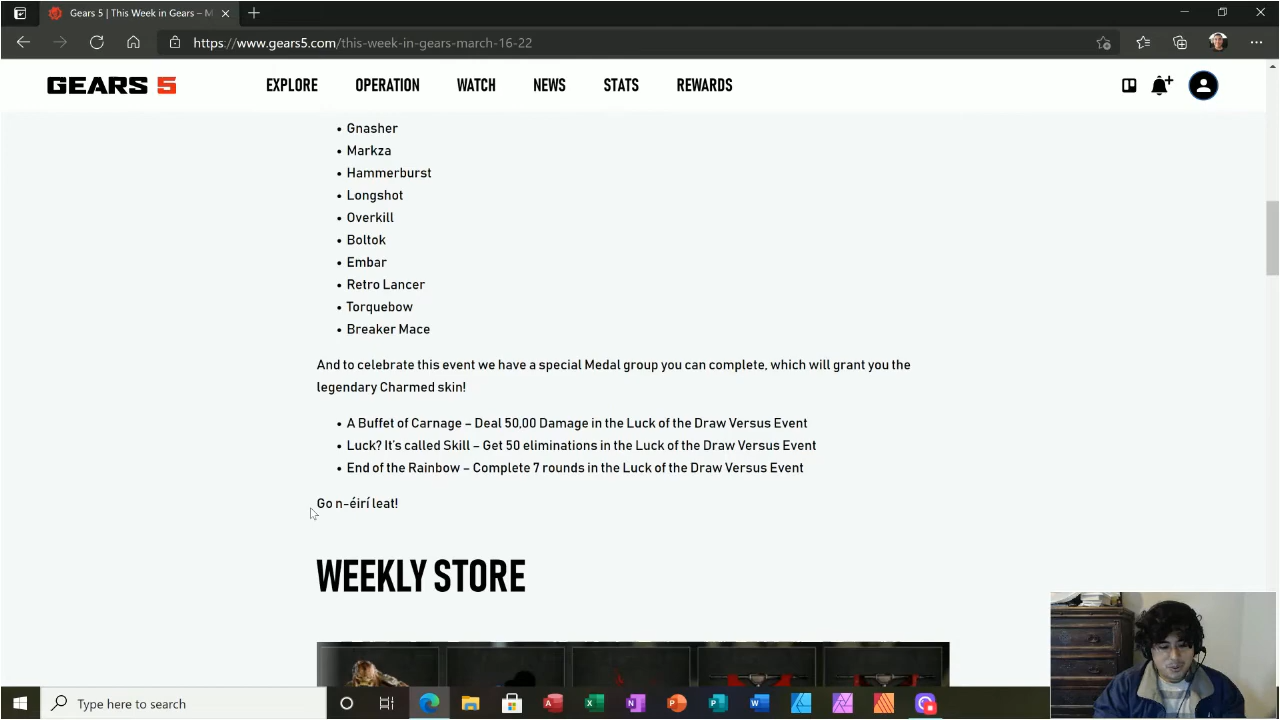 Gears 5 | This Week in Gears – M
https://www.gears5.com/this-week-in-gears-march-16-22
GEARS 5
EXPLORE
OPERATION
WATCH
NEWS
STATS
REWARDS
• Gnasher
• Markza
• Hammerburst
• Longshot
• Overkill
• Boltok
• Embar
• Retro Lancer
• Torquebow
• Breaker Mace
And to celebrate this event we have a special Medal group you can complete, which will grant you the
legendary Charmed skin!
• A Buffet of Carnage – Deal 50,00 Damage in the Luck of the Draw Versus Event
• Luck? It's called Skill – Get 50 eliminations in the Luck of the Draw Versus Event
• End of the Rainbow – Complete 7 rounds in the Luck of the Draw Versus Event
Go n-éirí leat!
WEEKLY STORE
Type here to search